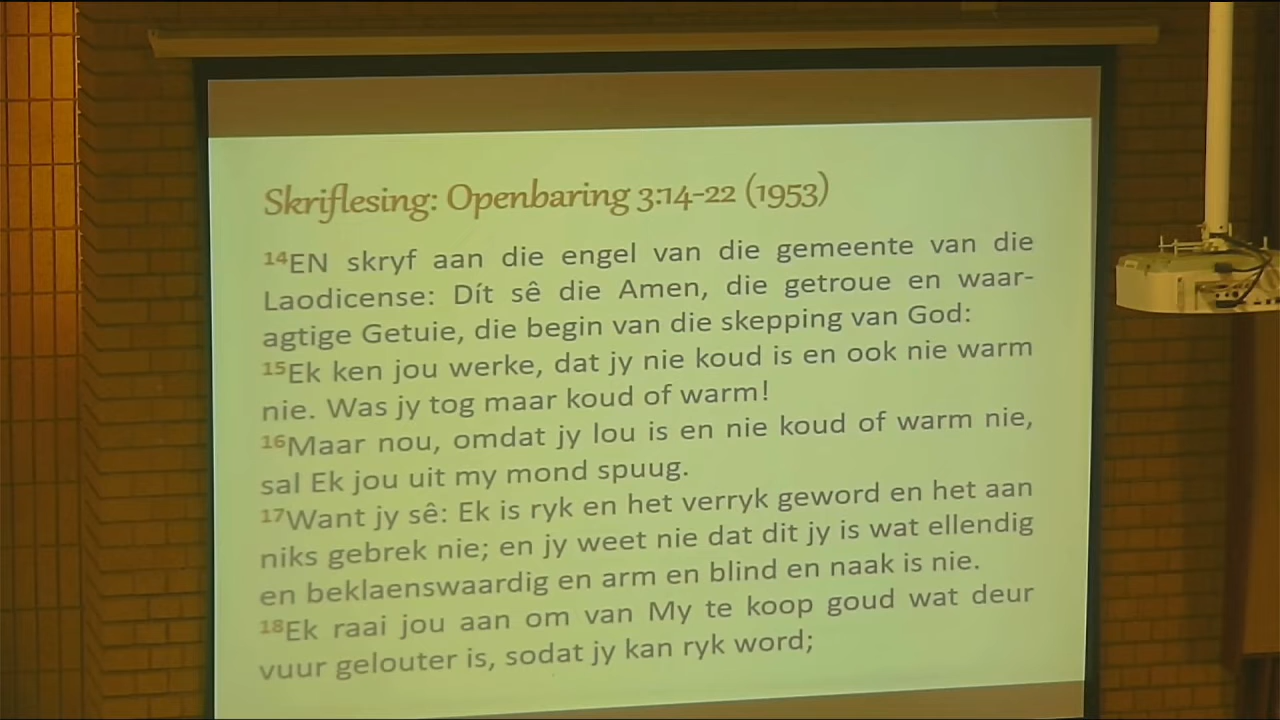 Skriflesing: Openbaring 3:14-22 (1953)
14EN skryf aan die engel van die gemeente van die
Laodicense: Dít sê die Amen, die getroue en waar-
agtige Getuie, die begin van die skepping van God:
15Ek ken jou werke, dat jy nie koud is en ook nie warm
nie. Was jy tog maar koud of warm!
16Maar nou, omdat jy lou is en nie koud of warm nie,
sal Ek jou uit my mond spuug.
17Want jy sê: Ek is ryk en het verryk geword en het aan
niks gebrek nie; en jy weet nie dat dit jy is wat ellendig
en beklaenswaardig en arm en blind en naak is nie.
18Ek raai jou aan om van My te koop goud wat deur
vuur gelouter is, sodat jy kan ryk word;